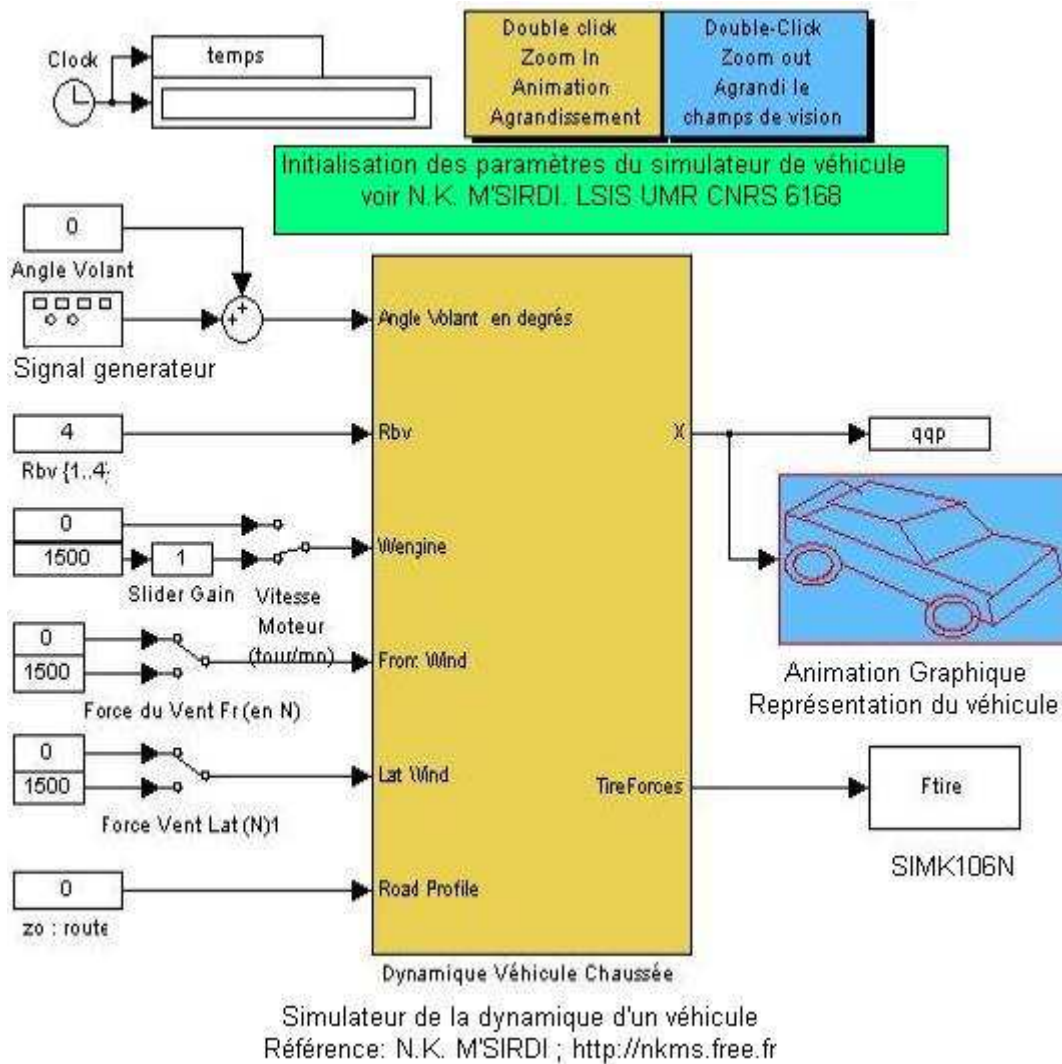 Clock
temps
Double click
Zoom In
Animation
Agrandissement
Double-Click
Zoom out
Agrandi le
champs de vision
Initialisation des paramètres du simulateur de véhicule
voir N.K. M'SIRDI. LSIS UMR CNRS 6168
0
Angle Volant
Signal generateur
++
Angle Volant en degrés
4
Rbv {1..4}
Rbv
X
qqp
0
1500
1
Slider Gain
Vitesse
Moteur
(tour/mn)
Wengine
0
1500
Force du Vent Fr (en N)
Front Wind
Animation Graphique
Représentation du véhicule
0
1500
Force Vent Lat (N)1
Lat Wind
TireForces
Ftire
SIMK106N
0
zo : route
Road Profile
Dynamique Véhicule Chaussée
Simulateur de la dynamique d'un véhicule
Référence: N.K. M'SIRDI ; http://nkms.free.fr